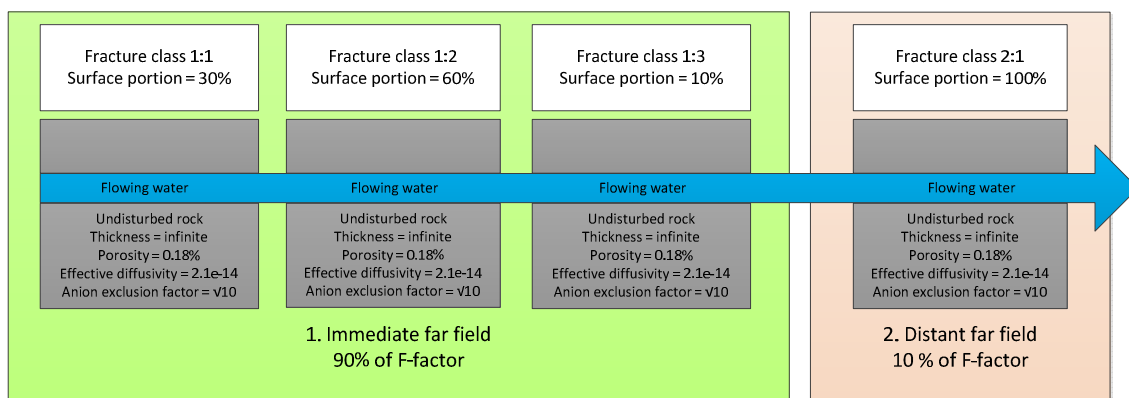 Fracture class 1:1
Surface portion = 30%
Fracture class 1:2
Surface portion = 60%
Fracture class 1:3
Surface portion = 10%
Fracture class 2:1
Surface portion = 100%
Flowing water
Flowing water
Flowing water
Flowing water
Undisturbed rock
Thickness = infinite
Porosity = 0.18%
Effective diffusivity = 2.1e-14
Anion exclusion factor = √10
Undisturbed rock
Thickness = infinite
Porosity = 0.18%
Effective diffusivity = 2.1e-14
Anion exclusion factor = √10
Undisturbed rock
Thickness = infinite
Porosity = 0.18%
Effective diffusivity = 2.1e-14
Anion exclusion factor = √10
Undisturbed rock
Thickness = infinite
Porosity = 0.18%
Effective diffusivity = 2.1e-14
Anion exclusion factor = √10
1. Immediate far field
90% of F-factor
2. Distant far field
10 % of F-factor